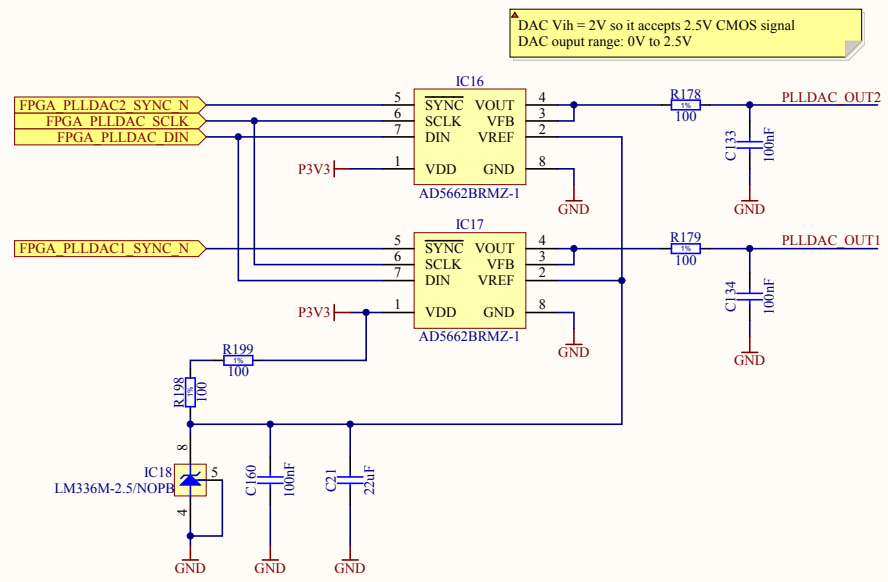 DAC Vih = 2V so it accepts 2.5V CMOS signal
DAC ouput range: 0V to 2.5V
IC16
FPGA_PLLDAC2_SYNC_N
FPGA_PLLDAC_SCLK
FPGA_PLLDAC_DIN
5
6
7
1
SYNC
SCLK
DIN
VDD
VOUT
VFB
VREF
GND
4
3
2
8
P3V3
AD5662BRMZ-1
GND
R178
1%
100
PLLDAC_OUT2
C133
100nF
GND
IC17
FPGA_PLLDAC1_SYNC_N
5
6
7
1
SYNC
SCLK
DIN
VDD
VOUT
VFB
VREF
GND
4
3
2
8
P3V3
AD5662BRMZ-1
GND
R179
1%
100
PLLDAC_OUT1
C134
100nF
GND
R199
1%
100
R198
1%
100
8
IC18
5
LM336M-2.5/NOPB
4
GND
C160
100nF
GND
C21
22uF
GND